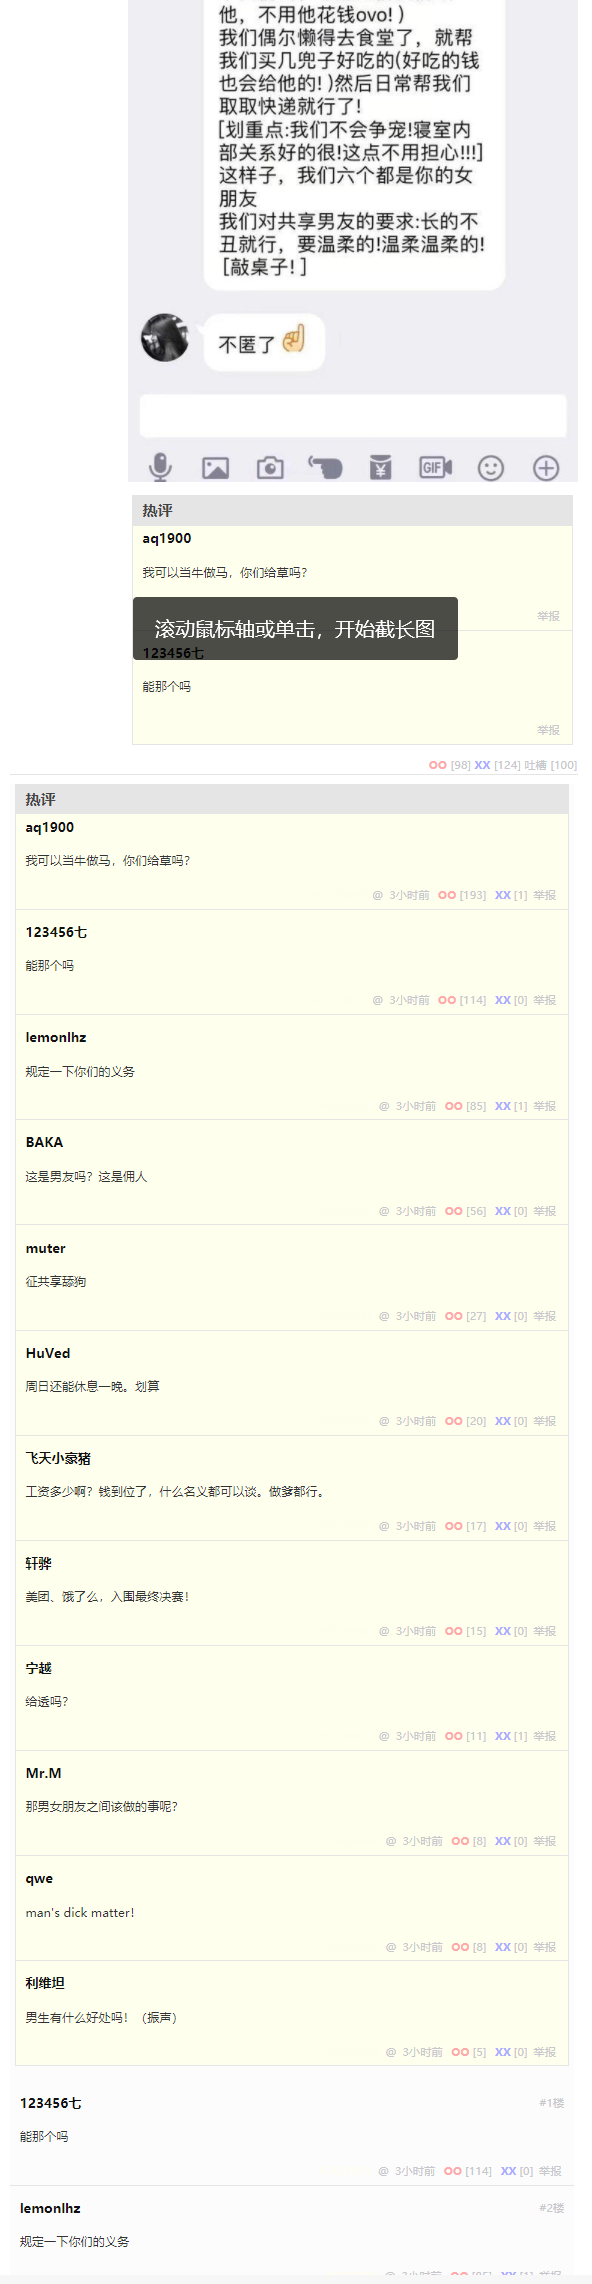 他，不用他花钱ovo! )
我们偶尔懒得去食堂了，就帮
我们买几兜子好吃的(好吃的钱
也会给他的! )然后日常帮我们
取取快递就行了!
[划重点:我们不会争宠!寝室内
部关系好的很!这点不用担心!!!]
这样子，我们六个都是你的女
朋友
我们对共享男友的要求:长的不
丑就行，要温柔的!温柔温柔的!
[敲桌子! ]
不匿了☝
GIF
热评
aq1900
我可以当牛做马，你们给草吗？
举报
滚动鼠标轴或单击，开始截长图
123456七
能那个吗
举报
OO [98] XX [124] 吐槽 [100]
热评
aq1900
我可以当牛做马，你们给草吗？
@ 3小时前 OO [193] XX [1] 举报
123456七
能那个吗
@ 3小时前 OO [114] XX [0] 举报
lemonlhz
规定一下你们的义务
@ 3小时前 OO [85] XX [1] 举报
BAKA
这是男友吗？这是佣人
@ 3小时前 OO [56] XX [0] 举报
muter
征共享舔狗
@ 3小时前 OO [27] XX [0] 举报
HuVed
周日还能休息一晚。划算
@ 3小时前 OO [20] XX [0] 举报
飞天小豪猪
工资多少啊？钱到位了，什么名义都可以谈。做爹都行。
@ 3小时前 OO [17] XX [0] 举报
轩骅
美团、饿了么，入围最终决赛！
@ 3小时前 OO [15] XX [0] 举报
宁越
给透吗？
@ 3小时前 OO [11] XX [1] 举报
Mr.M
那男女朋友之间该做的事呢？
@ 3小时前 OO [8] XX [0] 举报
qwe
man's dick matter!
@ 3小时前 OO [8] XX [0] 举报
利维坦
男生有什么好处吗！（振声）
@ 3小时前 OO [5] XX [0] 举报
123456七 #1楼
能那个吗
@ 3小时前 OO [114] XX [0] 举报
lemonlhz #2楼
规定一下你们的义务
@ 3小时前 OO [85] XX [1] 举报